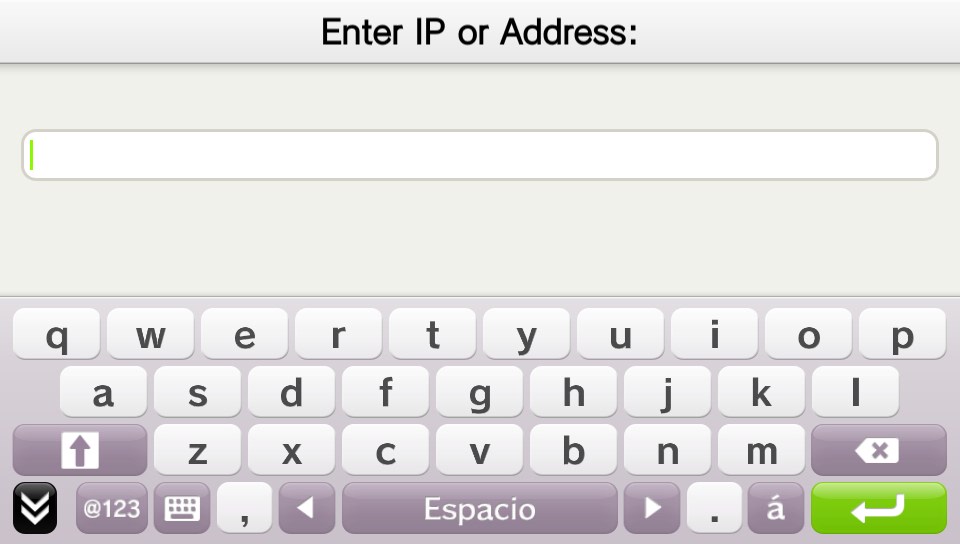 Enter IP or Address:
q w e r t y u i o p
a s d f g h j k l
z x c v b n m
@123 , Espacio . á